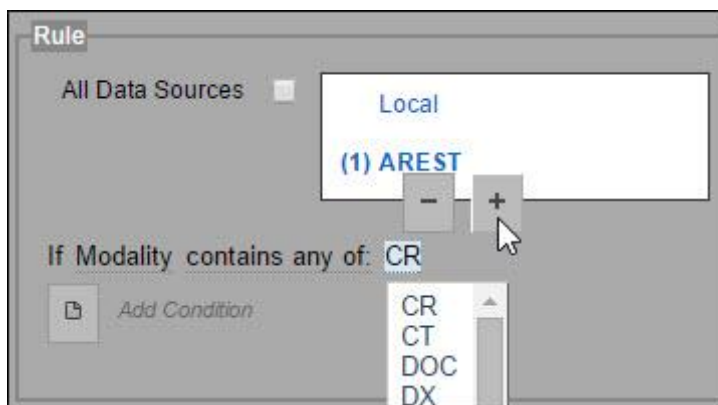 Rule
All Data Sources
Local
(1) AREST
− +
If Modality contains any of: CR
Add Condition
CR
CT
DOC
DX